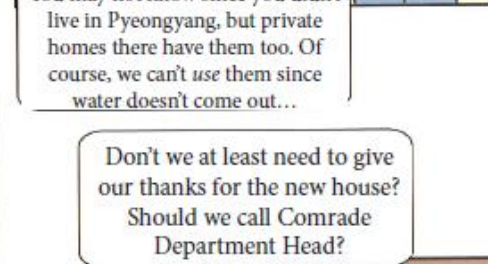 live in Pyeongyang, but private
homes there have them too. Of
course, we can't use them since
water doesn't come out...
Don't we at least need to give
our thanks for the new house?
Should we call Comrade
Department Head?